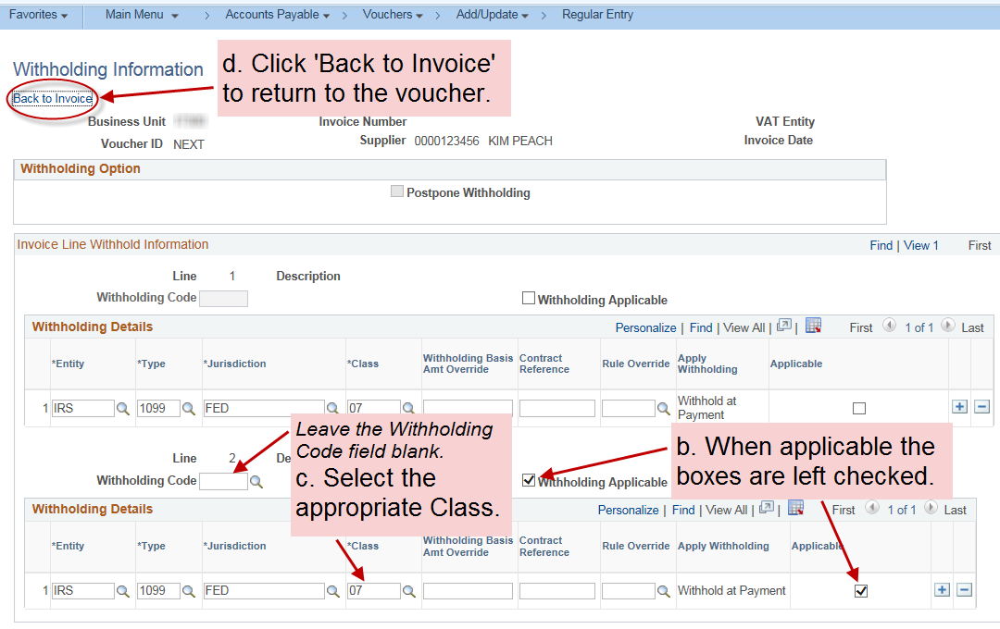 Favorites Main Menu > Accounts Payable > Vouchers > Add/Update > Regular Entry
Withholding Information
d. Click 'Back to Invoice'
to return to the voucher.
Back to Invoice
Business Unit Invoice Number VAT Entity
Voucher ID NEXT Supplier 0000123456 KIM PEACH Invoice Date
Withholding Option
Postpone Withholding
Invoice Line Withhold Information Find | View 1 First
Line 1 Description
Withholding Code Withholding Applicable
Withholding Details Personalize | Find | View All | | First 1 of 1 Last
*Entity *Type *Jurisdiction *Class Withholding Basis Amt Override Contract Reference Rule Override Apply Withholding Applicable
1 IRS 1099 FED 07 Withhold at Payment
Leave the Withholding
Code field blank.
c. Select the
appropriate Class.
b. When applicable the
boxes are left checked.
Line 2 De
Withholding Code Withholding Applicable
Withholding Details Personalize | Find | View All | | First 1 of 1 Last
*Entity *Type *Jurisdiction *Class Withholding Basis Amt Override Contract Reference Rule Override Apply Withholding Applicable
1 IRS 1099 FED 07 Withhold at Payment